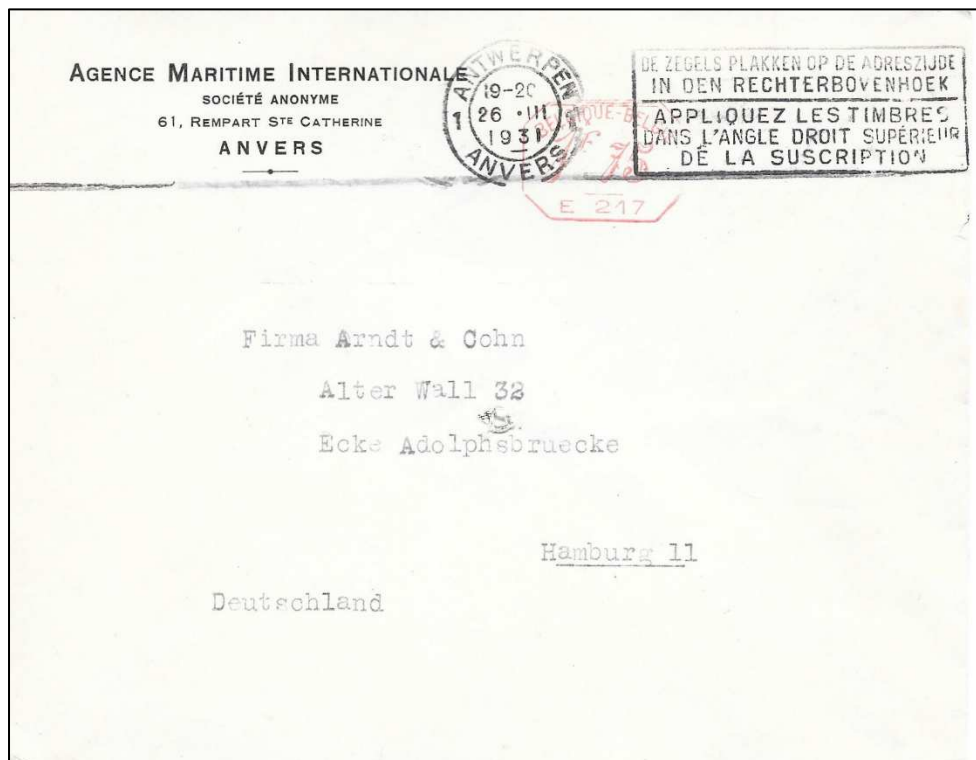 AGENCE MARITIME INTERNATIONALE
SOCIÉTÉ ANONYME
61, REMPART STE CATHERINE
ANVERS
ANTWERPEN
19-20
1 26 ·III 1
1931
ANVERS
DE ZEGELS PLAKKEN OP DE ADRESZIJDE
IN DEN RECHTERBOVENHOEK
APPLIQUEZ LES TIMBRES
DANS L'ANGLE DROIT SUPÉRIEUR
DE LA SUSCRIPTION
E 217
Firma Arndt & Cohn
Alter Wall 32
Ecke Adolphsbruecke
Hamburg 11
Deutschland